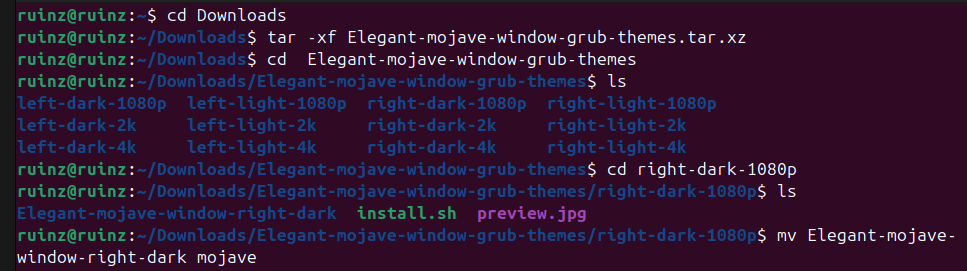 ruinz@ruinz:~$ cd Downloads
ruinz@ruinz:~/Downloads$ tar -xf Elegant-mojave-window-grub-themes.tar.xz
ruinz@ruinz:~/Downloads$ cd  Elegant-mojave-window-grub-themes
ruinz@ruinz:~/Downloads/Elegant-mojave-window-grub-themes$ ls
left-dark-1080p  left-light-1080p  right-dark-1080p  right-light-1080p
left-dark-2k     left-light-2k     right-dark-2k     right-light-2k
left-dark-4k     left-light-4k     right-dark-4k     right-light-4k
ruinz@ruinz:~/Downloads/Elegant-mojave-window-grub-themes$ cd right-dark-1080p
ruinz@ruinz:~/Downloads/Elegant-mojave-window-grub-themes/right-dark-1080p$ ls
Elegant-mojave-window-right-dark  install.sh  preview.jpg
ruinz@ruinz:~/Downloads/Elegant-mojave-window-grub-themes/right-dark-1080p$ mv Elegant-mojave-
window-right-dark mojave